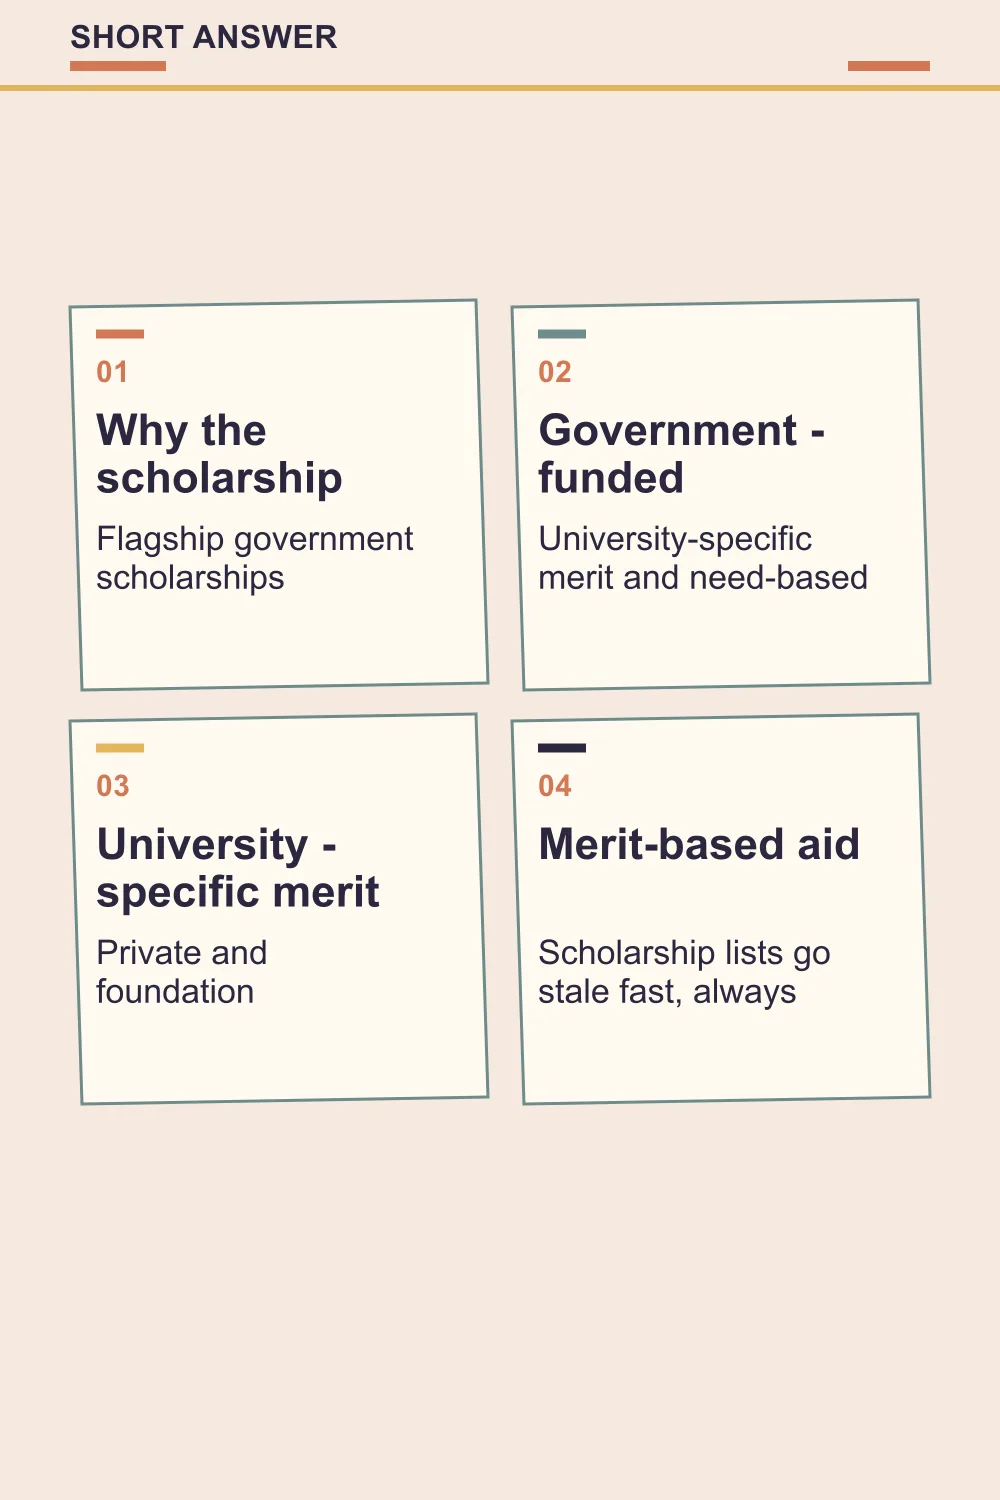 SHORT ANSWER
01
Why the
scholarship
Flagship government
scholarships
02
Government -
funded
University-specific
merit and need-based
03
University -
specific merit
Private and
foundation
04
Merit-based aid
Scholarship lists go
stale fast, always